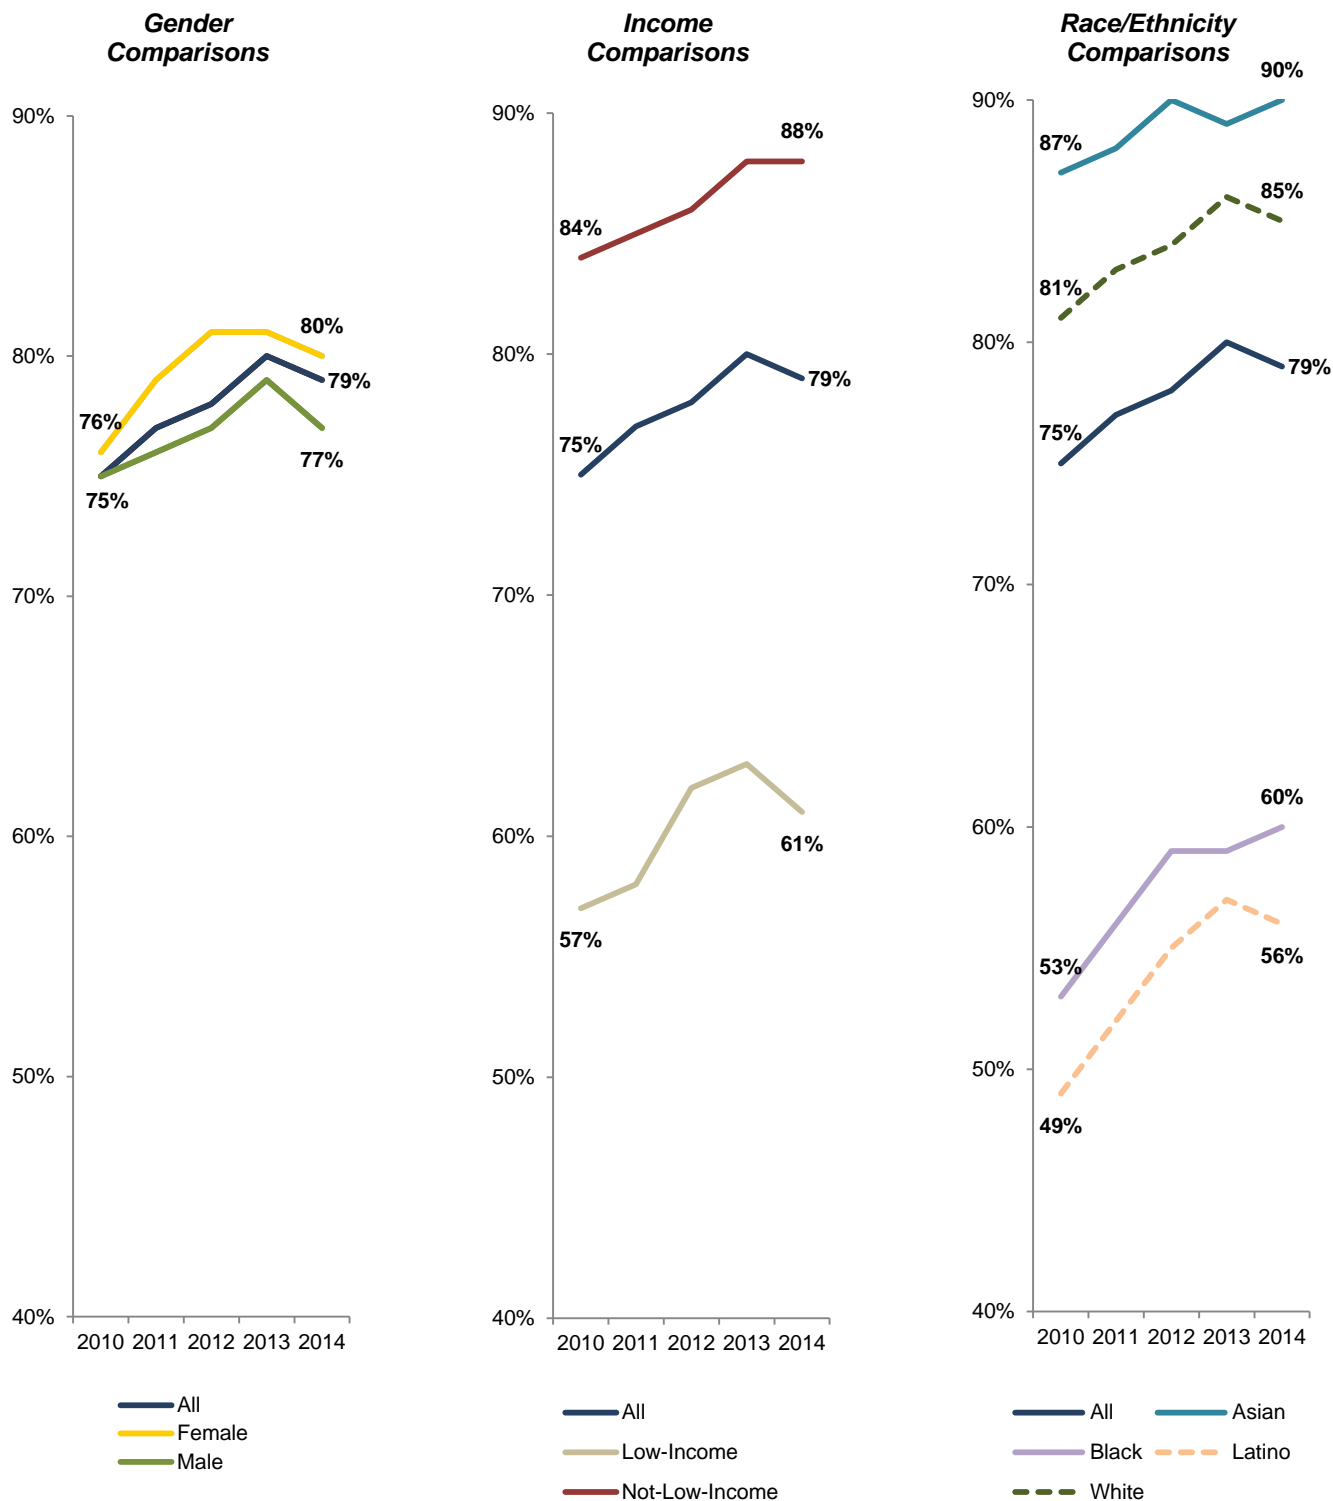 Gender
Comparisons
90%
80%
70%
60%
50%
40%
80%
79%
76%
77%
75%
2010 2011 2012 2013 2014
All
Female
Male
Income
Comparisons
90%
80%
70%
60%
50%
40%
88%
84%
79%
75%
61%
57%
2010 2011 2012 2013 2014
All
Low-Income
Not-Low-Income
Race/Ethnicity
Comparisons
90%
80%
70%
60%
50%
40%
90%
87%
85%
81%
79%
75%
60%
53%
56%
49%
2010 2011 2012 2013 2014
All Asian
Black Latino
White